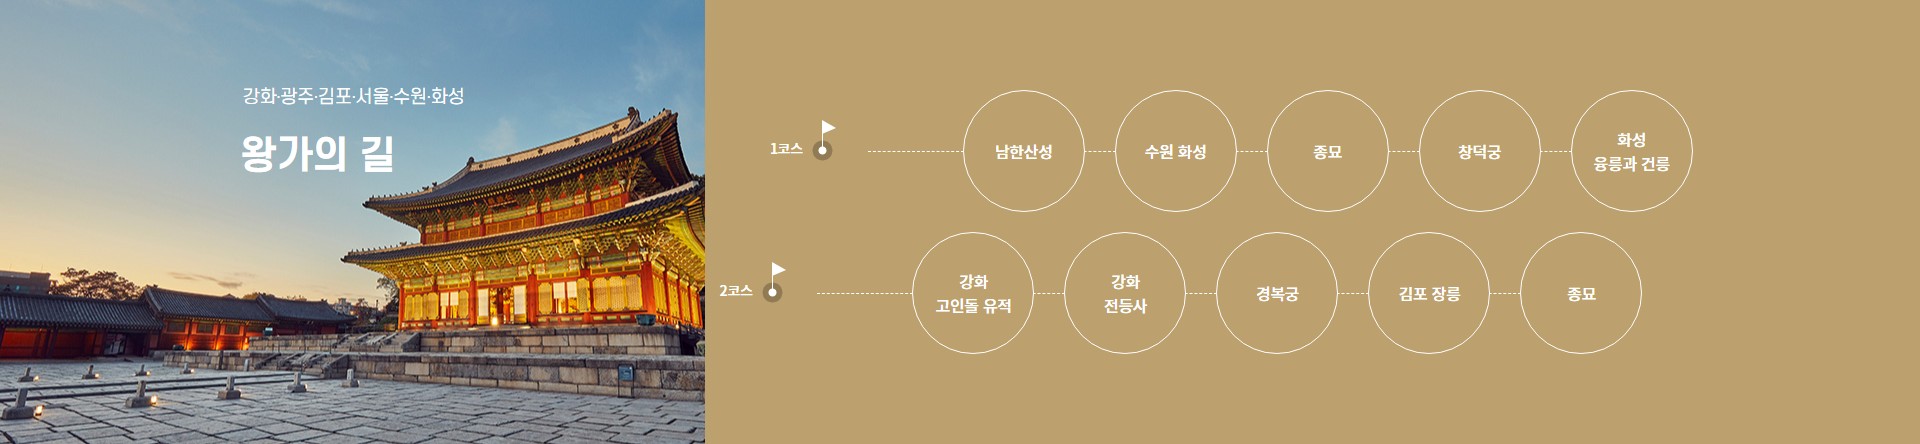 강화·광주·김포·서울·수원·화성
왕가의 길
1코스
남한산성
수원 화성
종묘
창덕궁
화성
융릉과 건릉
2코스
강화
고인돌 유적
강화
전등사
경복궁
김포 장릉
종묘